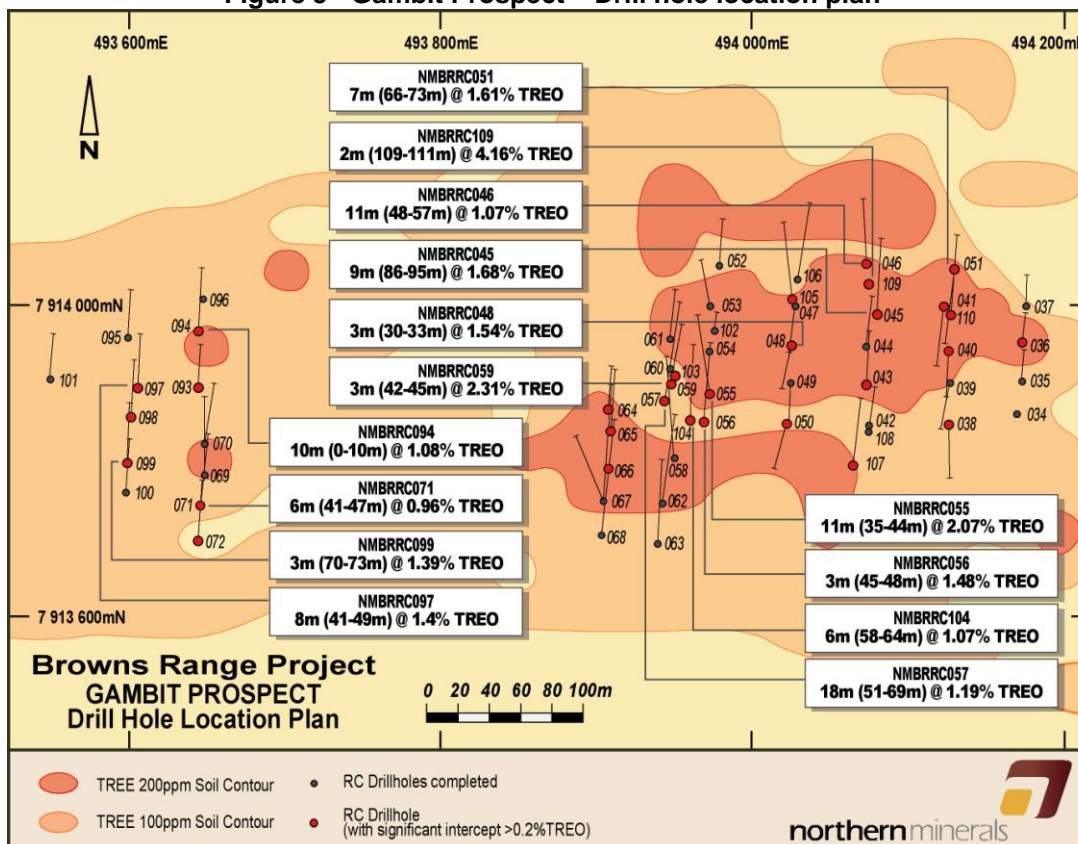 Figure 3 - Gambit Prospect – Drill hole location plan
493 600mE
493 800mE
494 000mE
494 200mE
N
NMBRRC051
7m (66-73m) @ 1.61% TREO
NMBRRC109
2m (109-111m) @ 4.16% TREO
NMBRRC046
11m (48-57m) @ 1.07% TREO
NMBRRC045
9m (86-95m) @ 1.68% TREO
NMBRRC048
3m (30-33m) @ 1.54% TREO
NMBRRC059
3m (42-45m) @ 2.31% TREO
NMBRRC094
10m (0-10m) @ 1.08% TREO
NMBRRC071
6m (41-47m) @ 0.96% TREO
NMBRRC099
3m (70-73m) @ 1.39% TREO
NMBRRC097
8m (41-49m) @ 1.4% TREO
NMBRRC055
11m (35-44m) @ 2.07% TREO
NMBRRC056
3m (45-48m) @ 1.48% TREO
NMBRRC104
6m (58-64m) @ 1.07% TREO
NMBRRC057
18m (51-69m) @ 1.19% TREO
7 914 000mN
7 913 600mN
096
094
095
101
097
093
098
070
099
069
100
071
072
052
106
046
051
109
053
105
047
041
110
037
045
102
061
054
048
044
040
036
060
103
059
049
043
039
035
057
055
064
104
056
050
042
108
038
034
065
066
058
107
067
062
068
063
Browns Range Project
GAMBIT PROSPECT
Drill Hole Location Plan
0 20 40 60 80 100m
TREE 200ppm Soil Contour
RC Drillholes completed
TREE 100ppm Soil Contour
RC Drillhole
(with significant intercept >0.2%TREO)
northernminerals